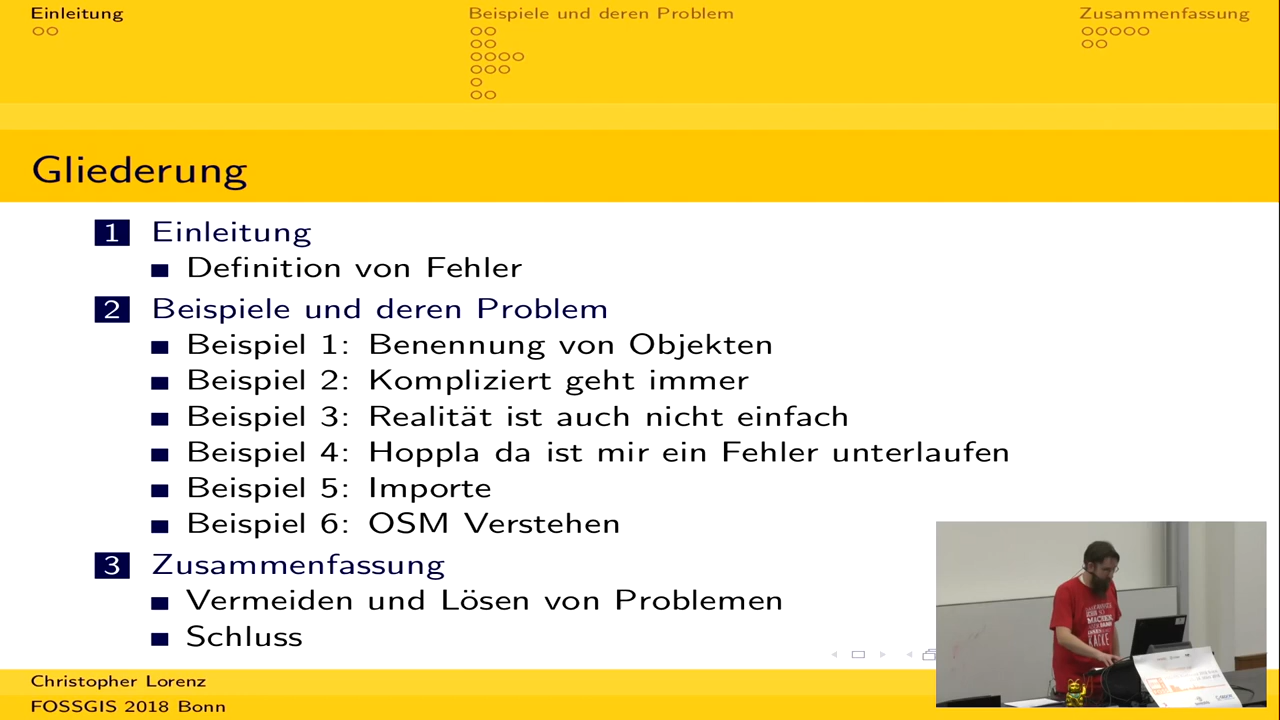 Einleitung
Beispiele und deren Problem
Zusammenfassung
Gliederung
1 Einleitung
Definition von Fehler
2 Beispiele und deren Problem
Beispiel 1: Benennung von Objekten
Beispiel 2: Kompliziert geht immer
Beispiel 3: Realität ist auch nicht einfach
Beispiel 4: Hoppla da ist mir ein Fehler unterlaufen
Beispiel 5: Importe
Beispiel 6: OSM Verstehen
3 Zusammenfassung
Vermeiden und Lösen von Problemen
Schluss
MACHER
KACKE
Christopher Lorenz
FOSSGIS 2018 Bonn